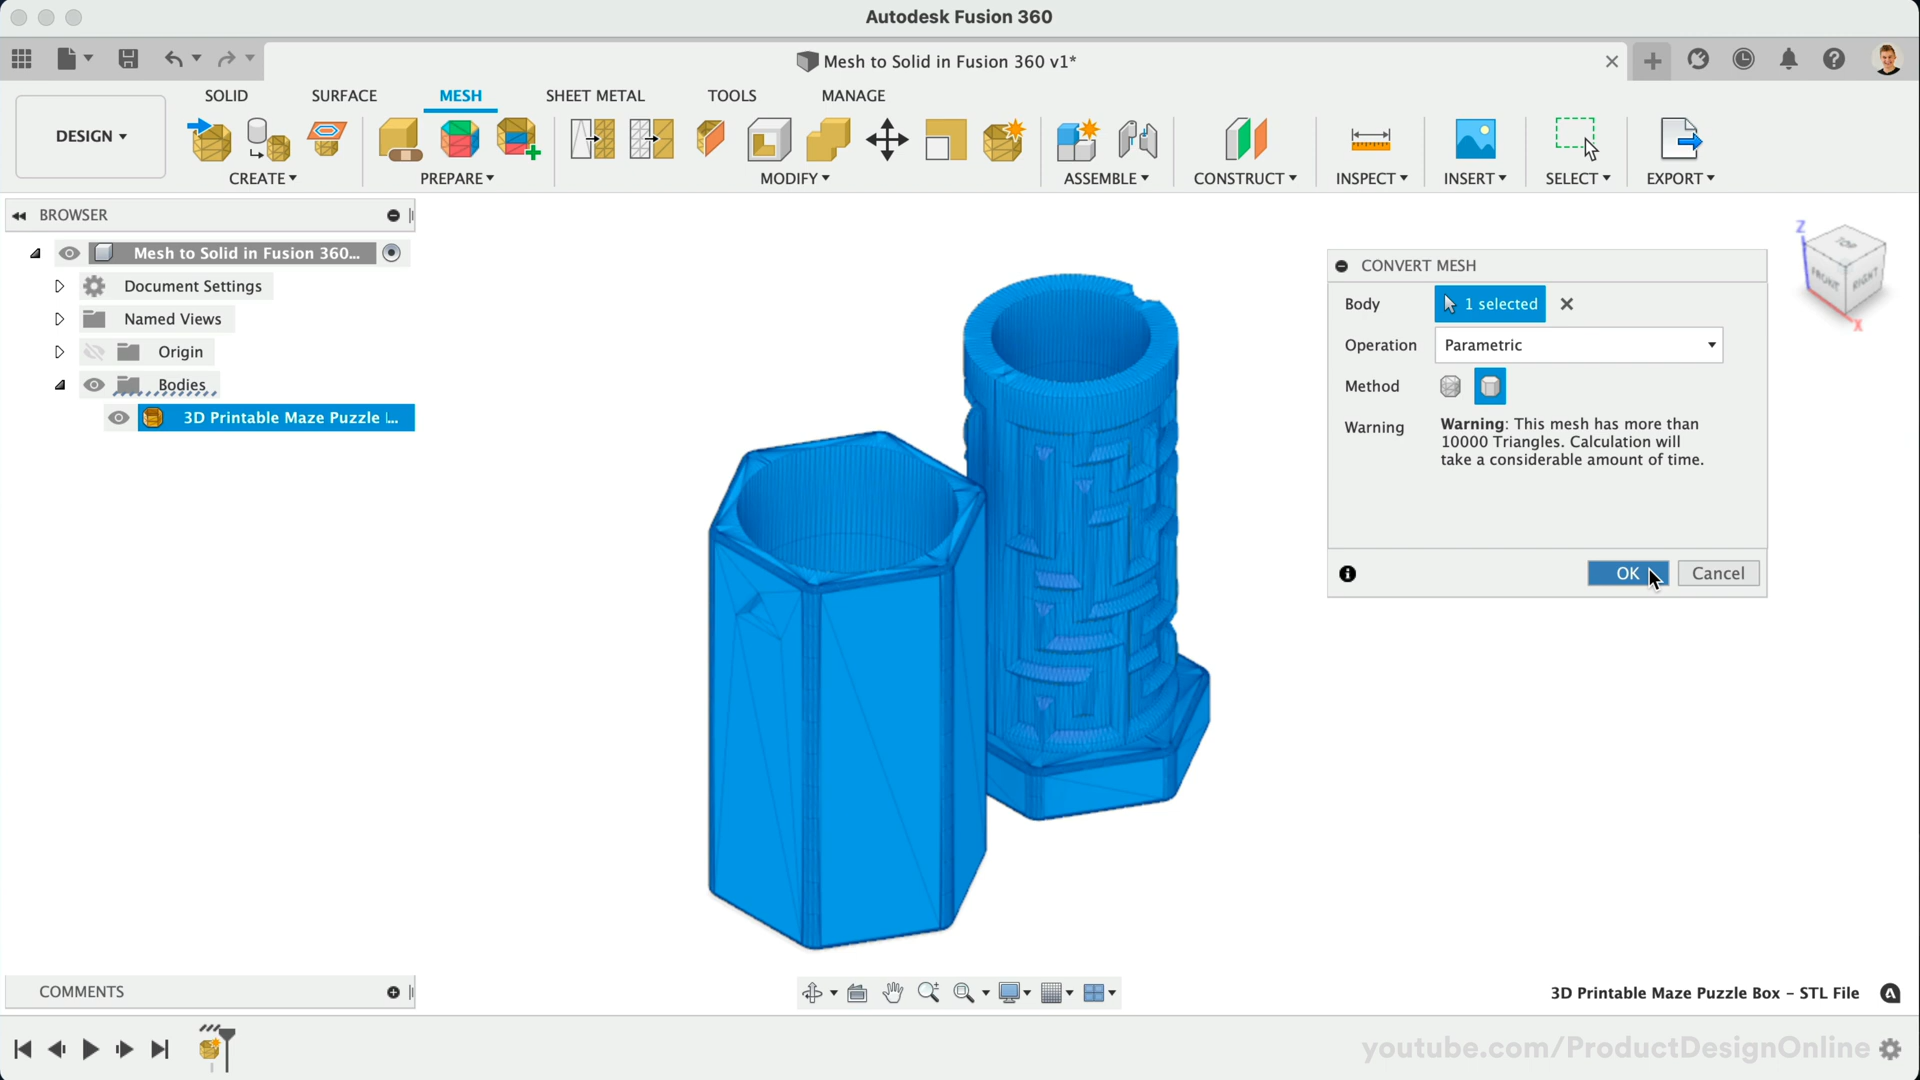 Autodesk Fusion 360
Mesh to Solid in Fusion 360 v1*
SOLID
SURFACE
MESH
SHEET METAL
TOOLS
MANAGE
DESIGN
CREATE
PREPARE
MODIFY
ASSEMBLE
CONSTRUCT
INSPECT
INSERT
SELECT
EXPORT
BROWSER
Mesh to Solid in Fusion 360...
Document Settings
Named Views
Origin
Bodies
3D Printable Maze Puzzle ...
Z
TOP
FRONT
RIGHT
X
CONVERT MESH
Body
1 selected
Operation
Parametric
Method
Warning
Warning: This mesh has more than
10000 Triangles. Calculation will
take a considerable amount of time.
OK
Cancel
COMMENTS
3D Printable Maze Puzzle Box – STL File
youtube.com/ProductDesignOnline